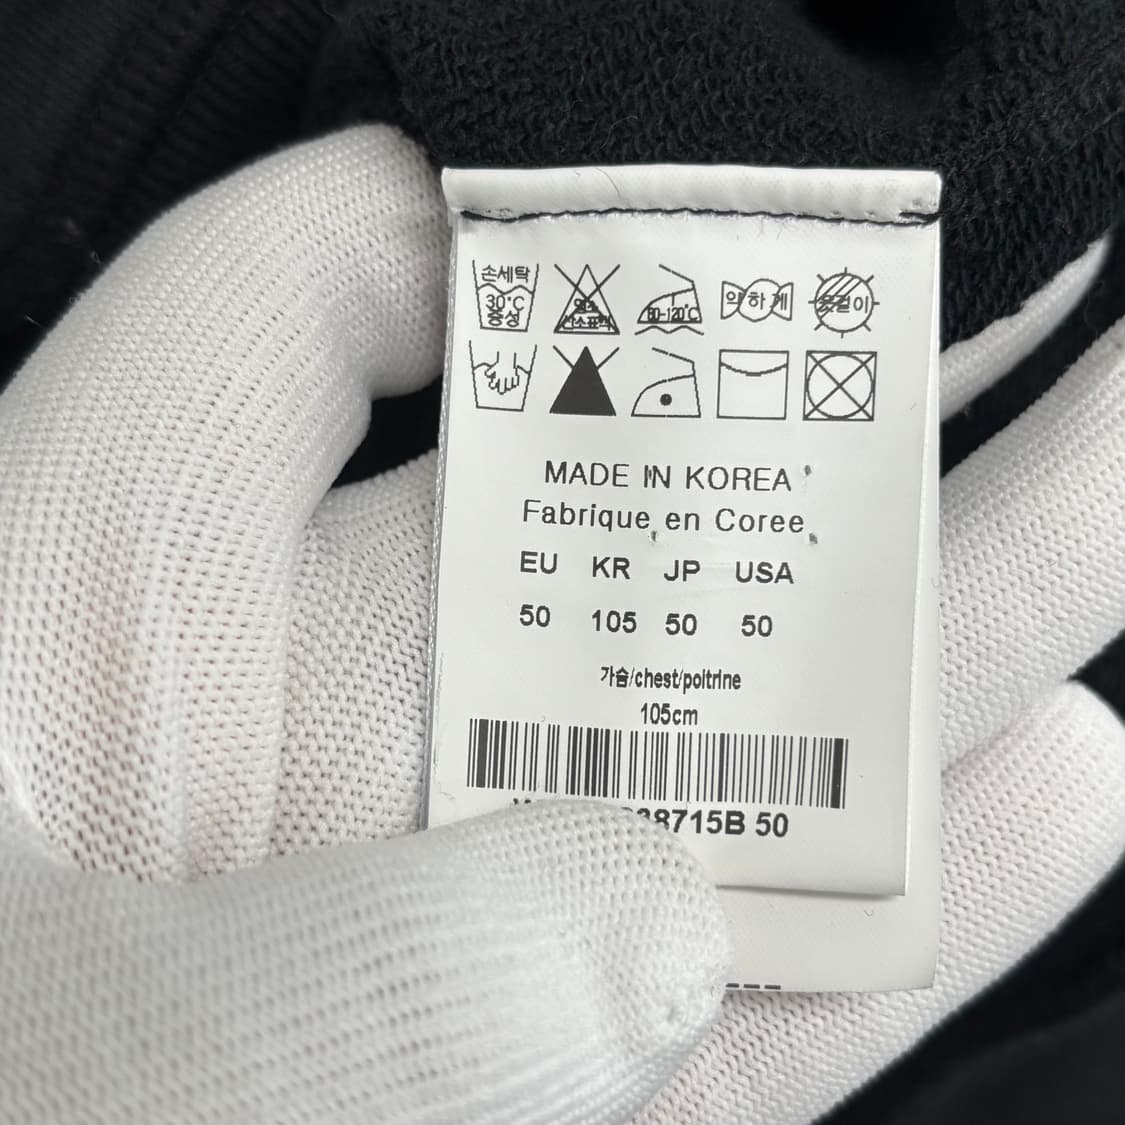 손세탁
30°C
중성
염소표백
80-120°C
약하게
옷걸이
MADE IN KOREA
Fabrique en Coree
EU KR JP USA
50 105 50 50
가슴/chest/poitrine
105cm
8715B 50